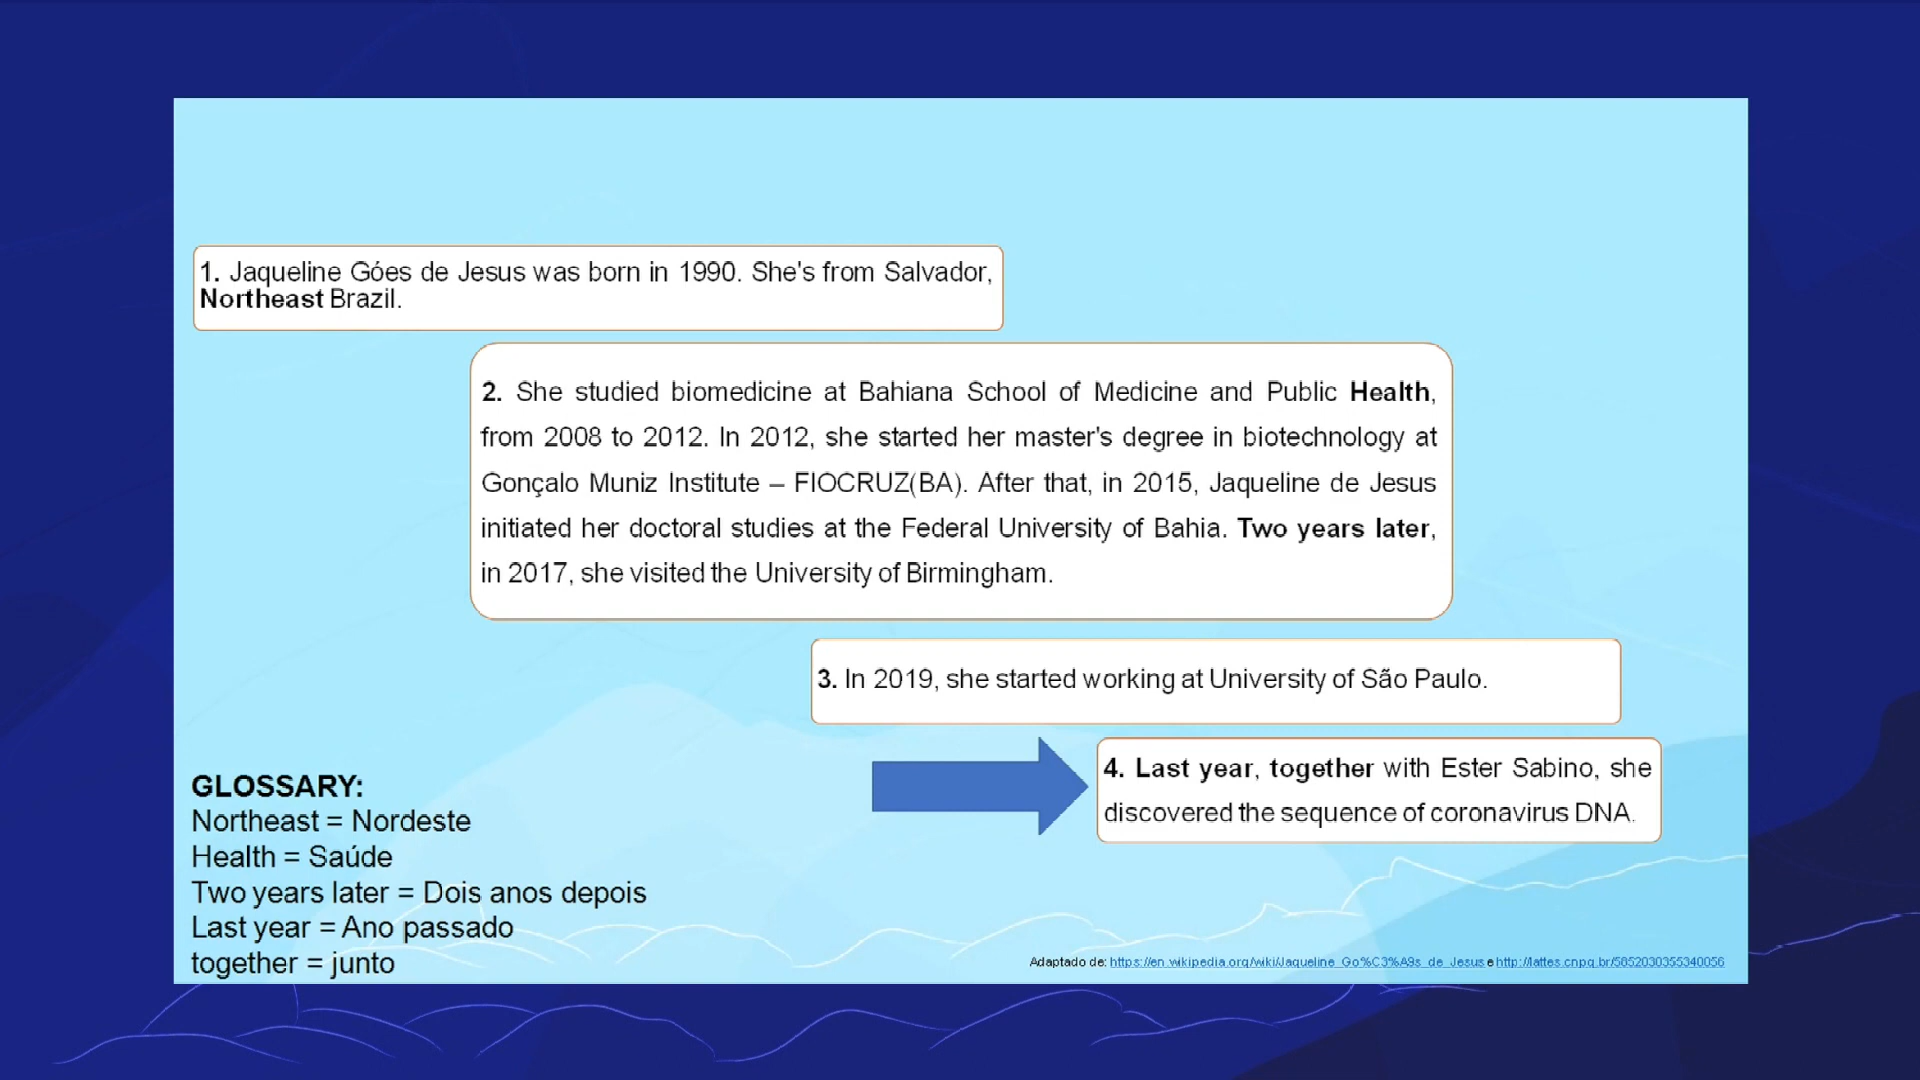 1. Jaqueline Góes de Jesus was born in 1990. She's from Salvador,
Northeast Brazil.
2. She studied biomedicine at Bahiana School of Medicine and Public Health,
from 2008 to 2012. In 2012, she started her master's degree in biotechnology at
Gonçalo Muniz Institute – FIOCRUZ(BA). After that, in 2015, Jaqueline de Jesus
initiated her doctoral studies at the Federal University of Bahia. Two years later,
in 2017, she visited the University of Birmingham.
3. In 2019, she started working at University of São Paulo.
4. Last year, together with Ester Sabino, she
discovered the sequence of coronavirus DNA.
GLOSSARY:
Northeast = Nordeste
Health = Saúde
Two years later = Dois anos depois
Last year = Ano passado
together = junto
Adaptado de: https://en.wikipedia.org/wiki/Jaqueline_Go%C3%A9s_de_Jesus e http://lattes.cnpq.br/5652030355340056